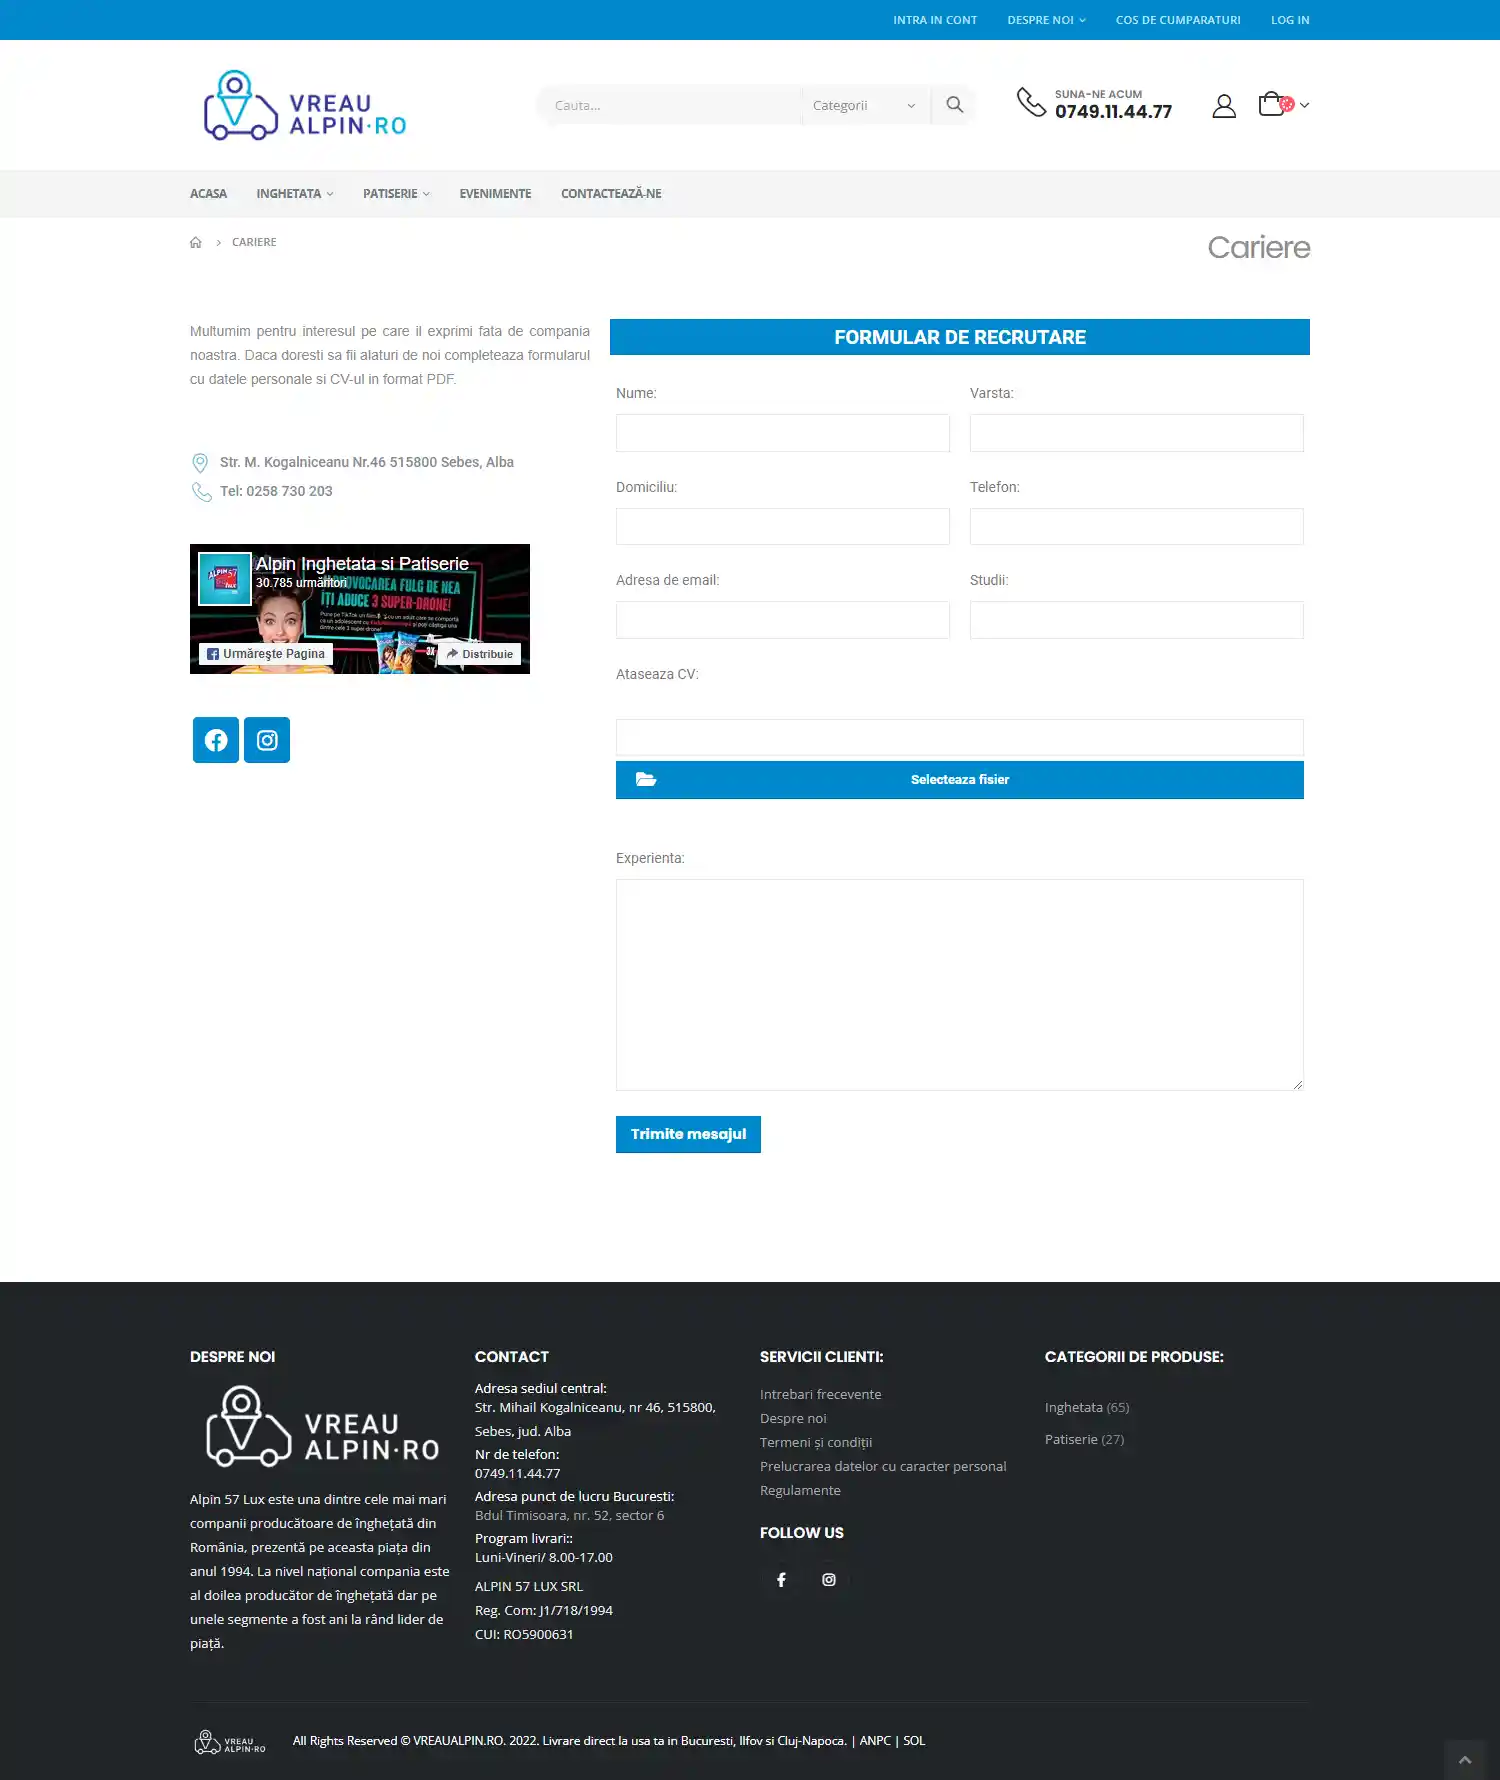 INTRA IN CONT DESPRE NOI COS DE CUMPARATURI LOG IN
VREAU
ALPIN·RO
Cauta...
Categorii
SUNA-NE ACUM
0749.11.44.77
ACASA INGHETATA PATISERIE EVENIMENTE CONTACTEAZĂ-NE
CARIERE
Cariere
Multumim pentru interesul pe care il exprimi fata de compania
noastra. Daca doresti sa fii alaturi de noi completeaza formularul
cu datele personale si CV-ul in format PDF.
Str. M. Kogalniceanu Nr.46 515800 Sebes, Alba
Tel: 0258 730 203
Alpin Inghetata si Patiserie
30.785 urmăritori
PROVOCAREA FULG DE NEA
ÎȚI ADUCE 3 SUPER-DRONE!
ALPIN 57
Urmărește Pagina
Distribuie
FORMULAR DE RECRUTARE
Nume:
Varsta:
Domiciliu:
Telefon:
Adresa de email:
Studii:
Ataseaza CV:
Selecteaza fisier
Experienta:
Trimite mesajul
DESPRE NOI
VREAU
ALPIN·RO
Alpin 57 Lux este una dintre cele mai mari
companii producătoare de înghețată din
România, prezentă pe aceasta piața din
anul 1994. La nivel național compania este
al doilea producător de înghețată dar pe
unele segmente a fost ani la rând lider de
piață.
CONTACT
Adresa sediul central:
Str. Mihail Kogalniceanu, nr 46, 515800,
Sebes, jud. Alba
Nr de telefon:
0749.11.44.77
Adresa punct de lucru Bucuresti:
Bdul Timisoara, nr. 52, sector 6
Program livrari::
Luni-Vineri/ 8.00-17.00
ALPIN 57 LUX SRL
Reg. Com: J1/718/1994
CUI: RO5900631
SERVICII CLIENTI:
Intrebari frecevente
Despre noi
Termeni și condiții
Prelucrarea datelor cu caracter personal
Regulamente
FOLLOW US
CATEGORII DE PRODUSE:
Inghetata (65)
Patiserie (27)
VREAU
ALPIN·RO
All Rights Reserved © VREAUALPIN.RO. 2022. Livrare direct la usa ta in Bucuresti, Ilfov si Cluj-Napoca. | ANPC | SOL